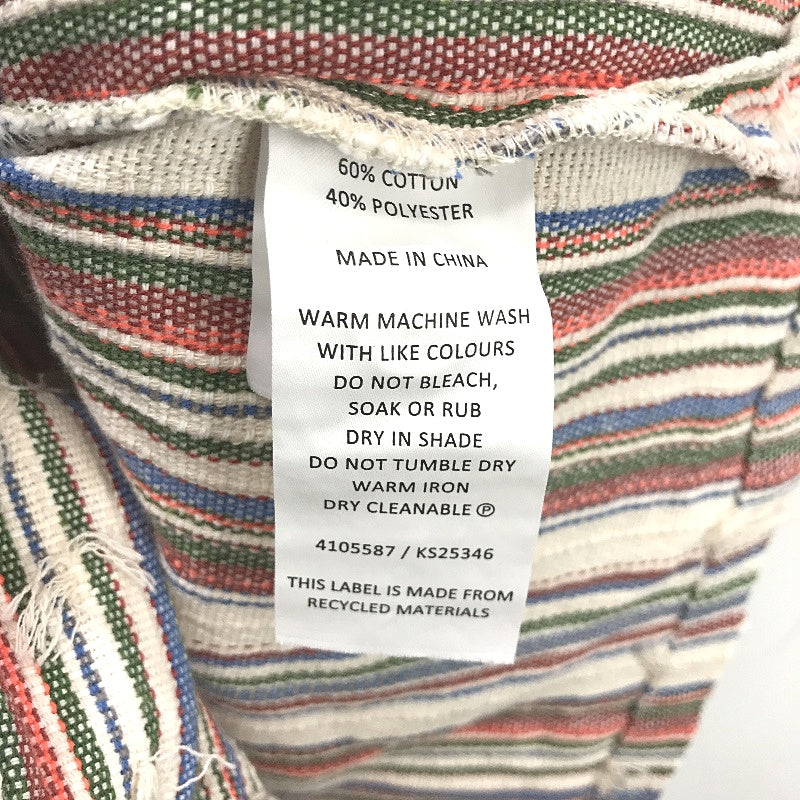 60% COTTON
40% POLYESTER
MADE IN CHINA
WARM MACHINE WASH
WITH LIKE COLOURS
DO NOT BLEACH,
SOAK OR RUB
DRY IN SHADE
DO NOT TUMBLE DRY
WARM IRON
DRY CLEANABLE Ⓟ
4105587 / KS25346
THIS LABEL IS MADE FROM
RECYCLED MATERIALS